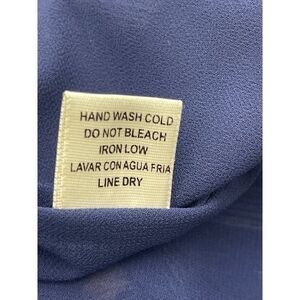 HAND WASH COLD
DO NOT BLEACH
IRON LOW
LAVAR CON AGUA FRIA
LINE DRY